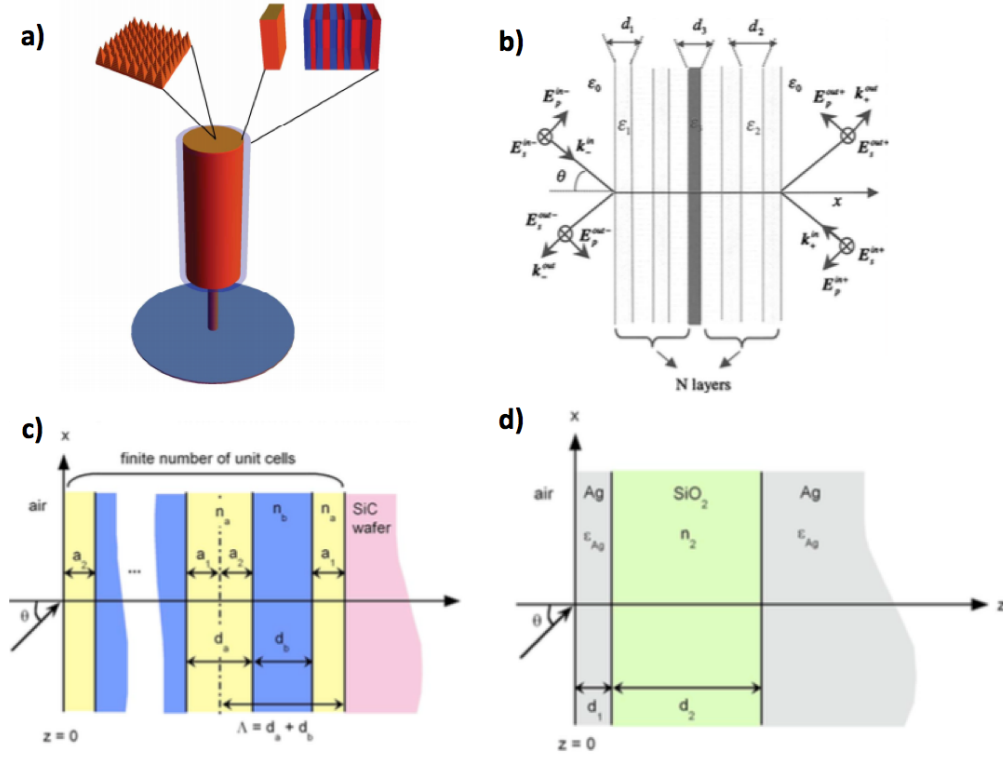 a)
b)
d₁
d₃
d₂
ε₀
ε₀
ε₁
ε₂
E_p^{in-}
E_s^{in-}
k_-^{in}
θ
E_s^{out-}
E_p^{out-}
k_-^{out}
E_p^{out+}
k_+^{out}
E_s^{out+}
x
k_+^{in}
E_s^{in+}
E_p^{in+}
N layers
c)
x
finite number of unit cells
air
n_a
n_b
n_a
SiC
wafer
a₂
...
a₁
a₂
a₁
θ
d_a
d_b
Λ = d_a + d_b
z = 0
d)
x
air
Ag
SiO₂
Ag
ε_Ag
n₂
ε_Ag
z
θ
d₁
d₂
z = 0